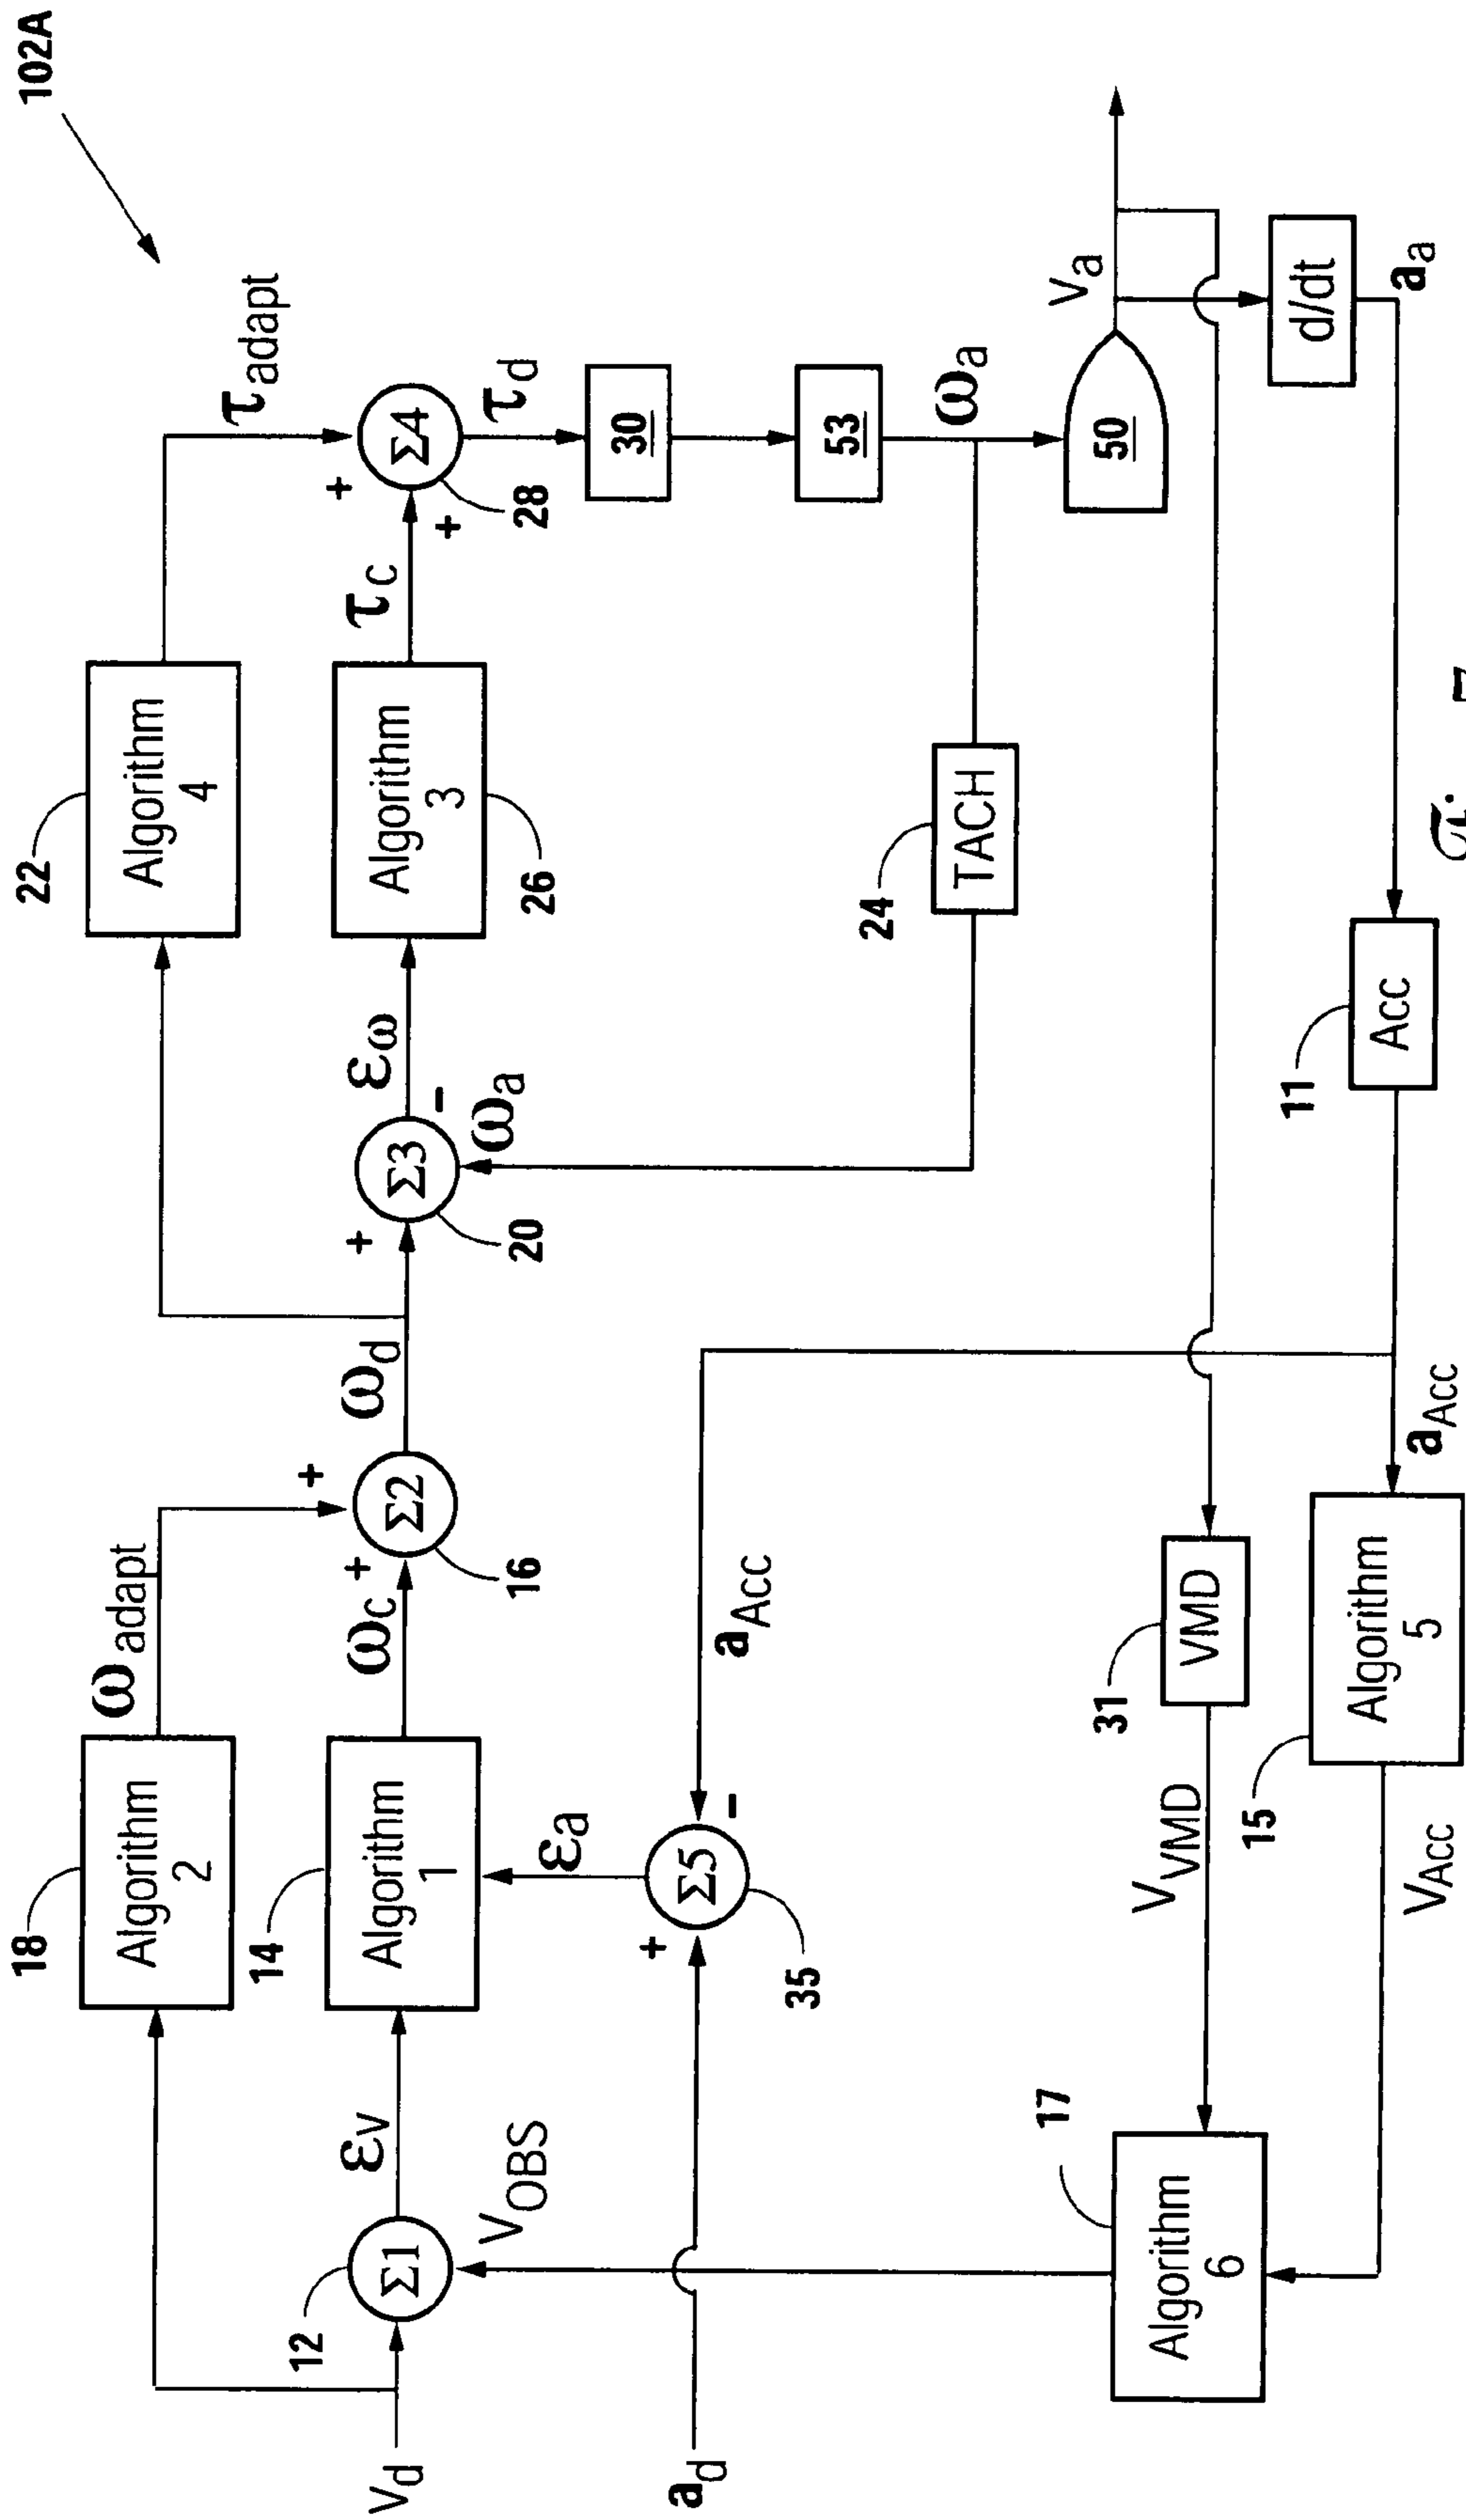 102A
22
Algorithm
4
τadapt
18
Algorithm
2
ωadapt
+
+
14
Algorithm
1
ωc
+
Σ2
16
ωd
+
Σ3
20
εω
−
ωa
Algorithm
3
26
τc
+
Σ4
28
τd
30
53
ωa
50
Va
24
TACH
12
Vd
Σ1
εv
VOBS
εa
ad
+
Σ5
−
35
aAcc
17
Algorithm
6
VVMD
31
VMD
d/dt
aa
11
Acc
aAcc
15
Algorithm
5
VAcc